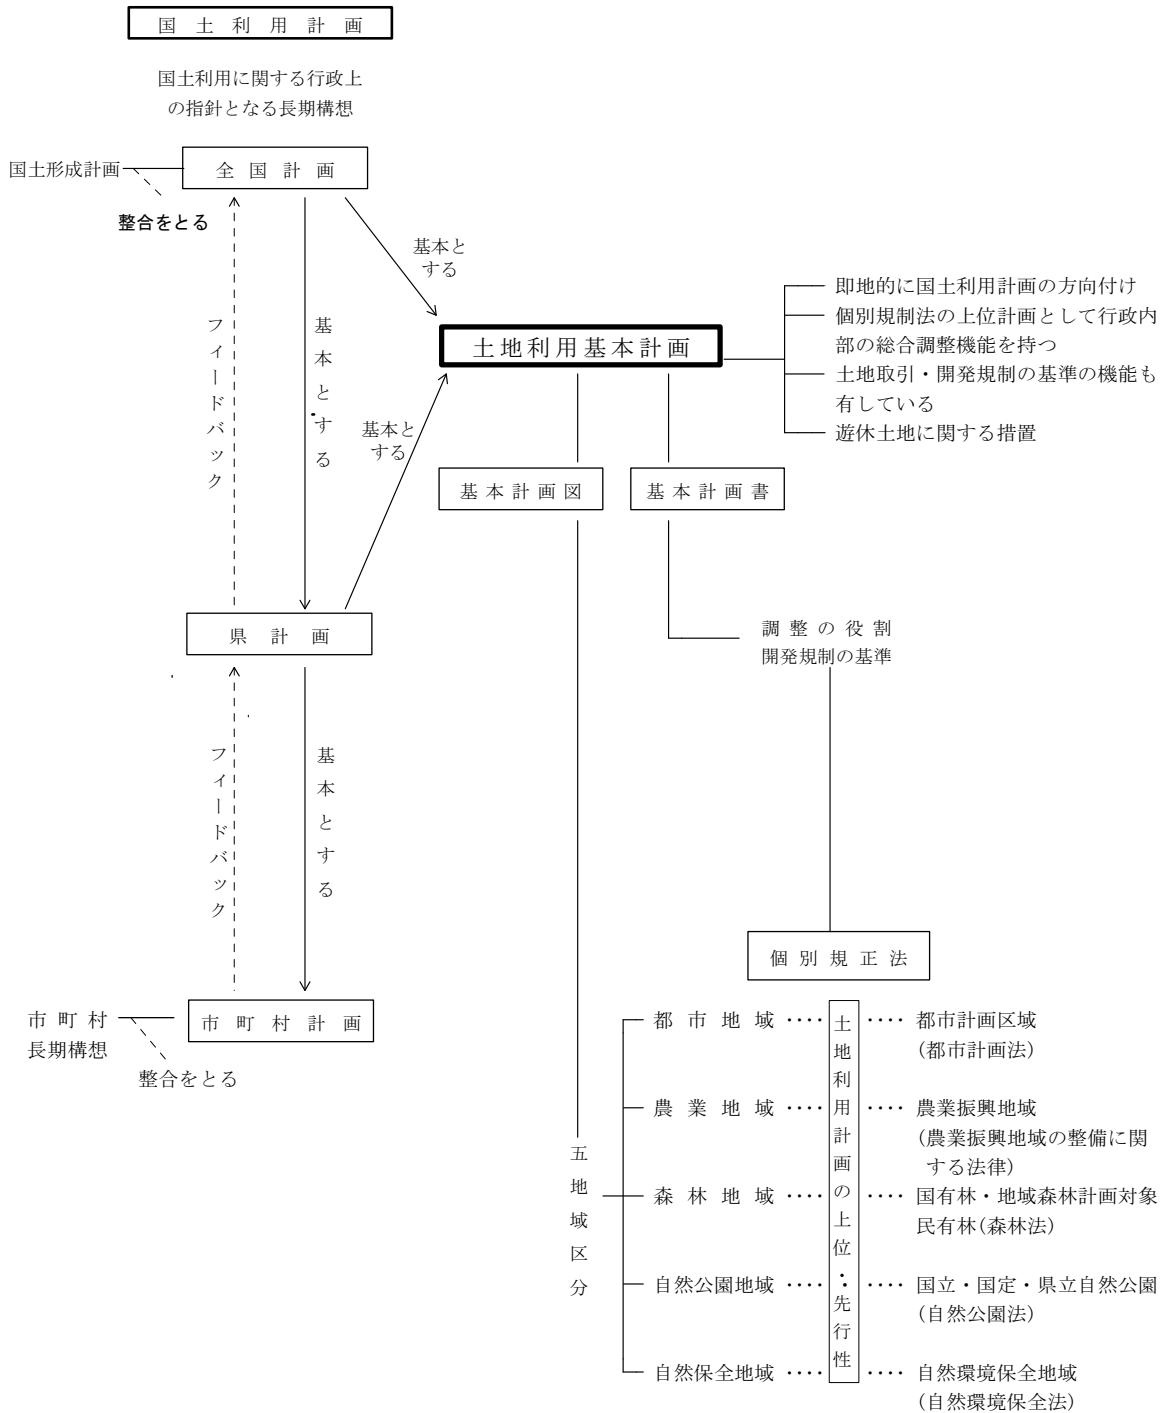 国土利用計画
国土利用に関する行政上
の指針となる長期構想
国土形成計画
全国計画
整合をとる
基本と
する
フィードバック
基本とする
土地利用基本計画
即地的に国土利用計画の方向付け
個別規制法の上位計画として行政内
部の総合調整機能を持つ
土地取引・開発規制の基準の機能も
有している
遊休土地に関する措置
基本と
する
基本計画図
基本計画書
県計画
調整の役割
開発規制の基準
フィードバック
基本とする
個別規正法
市町村
長期構想
市町村計画
整合をとる
五地域区分
土地利用計画の上位・先行性
都市地域 ‥‥ ‥‥ 都市計画区域
(都市計画法)
農業地域 ‥‥ ‥‥ 農業振興地域
(農業振興地域の整備に関
する法律)
森林地域 ‥‥ ‥‥ 国有林・地域森林計画対象
民有林(森林法)
自然公園地域 ‥‥ ‥‥ 国立・国定・県立自然公園
(自然公園法)
自然保全地域 ‥‥ ‥‥ 自然環境保全地域
(自然環境保全法)